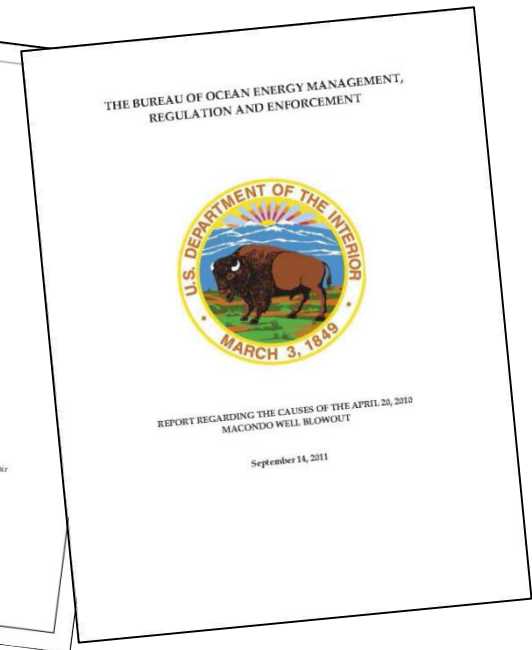 THE BUREAU OF OCEAN ENERGY MANAGEMENT,
REGULATION AND ENFORCEMENT
U.S. DEPARTMENT OF THE INTERIOR
MARCH 3, 1849
REPORT REGARDING THE CAUSES OF THE APRIL 20, 2010
MACONDO WELL BLOWOUT
September 14, 2011